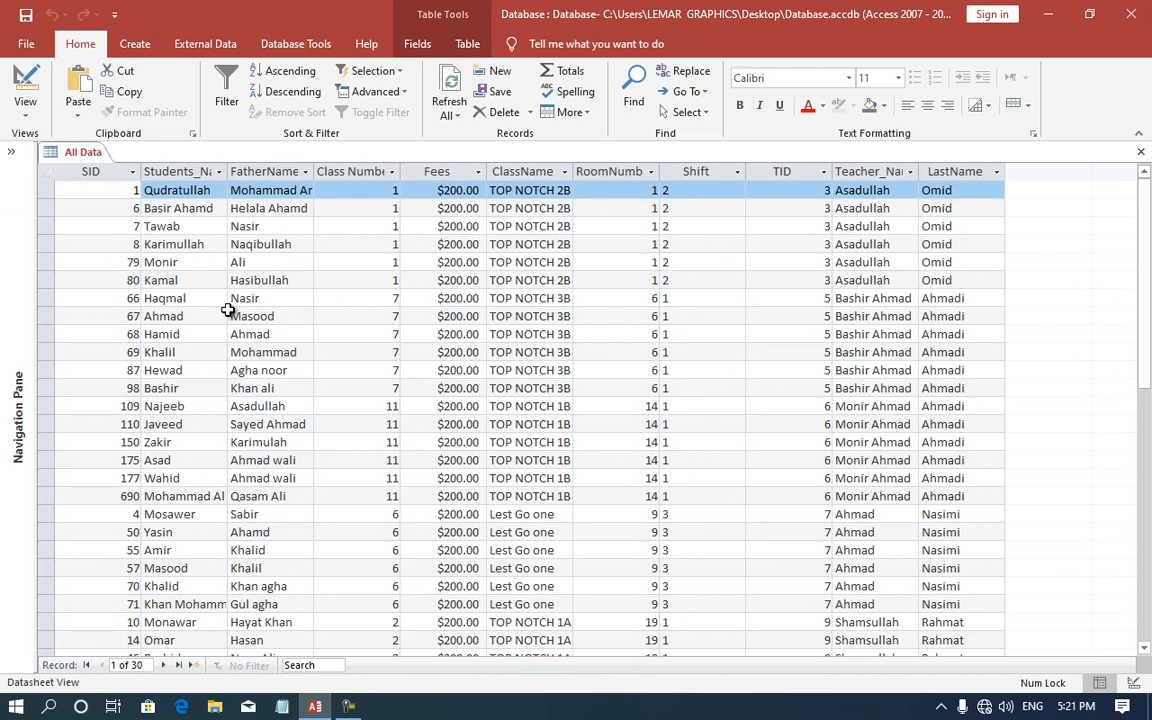 Table Tools Database : Database- C:\Users\LEMAR GRAPHICS\Desktop\Database.accdb (Access 2007 - 20... Sign in
File Home Create External Data Database Tools Help Fields Table Tell me what you want to do
View
Views
Paste
Cut
Copy
Format Painter
Clipboard
Filter
Ascending
Descending
Remove Sort
Selection
Advanced
Toggle Filter
Sort & Filter
Refresh
All
New
Save
Delete
Totals
Spelling
More
Records
Find
Replace
Go To
Select
Find
Calibri 11
B I U A
Text Formatting
All Data
Navigation Pane
SID Students_Na FatherName Class Numbe Fees ClassName RoomNumb Shift TID Teacher_Nai LastName
1 Qudratullah Mohammad Ar 1 $200.00 TOP NOTCH 2B 1 2 3 Asadullah Omid
6 Basir Ahamd Helala Ahamd 1 $200.00 TOP NOTCH 2B 1 2 3 Asadullah Omid
7 Tawab Nasir 1 $200.00 TOP NOTCH 2B 1 2 3 Asadullah Omid
8 Karimullah Naqibullah 1 $200.00 TOP NOTCH 2B 1 2 3 Asadullah Omid
79 Monir Ali 1 $200.00 TOP NOTCH 2B 1 2 3 Asadullah Omid
80 Kamal Hasibullah 1 $200.00 TOP NOTCH 2B 1 2 3 Asadullah Omid
66 Haqmal Nasir 7 $200.00 TOP NOTCH 3B 6 1 5 Bashir Ahmad Ahmadi
67 Ahmad Masood 7 $200.00 TOP NOTCH 3B 6 1 5 Bashir Ahmad Ahmadi
68 Hamid Ahmad 7 $200.00 TOP NOTCH 3B 6 1 5 Bashir Ahmad Ahmadi
69 Khalil Mohammad 7 $200.00 TOP NOTCH 3B 6 1 5 Bashir Ahmad Ahmadi
87 Hewad Agha noor 7 $200.00 TOP NOTCH 3B 6 1 5 Bashir Ahmad Ahmadi
98 Bashir Khan ali 7 $200.00 TOP NOTCH 3B 6 1 5 Bashir Ahmad Ahmadi
109 Najeeb Asadullah 11 $200.00 TOP NOTCH 1B 14 1 6 Monir Ahmad Ahmadi
110 Javeed Sayed Ahmad 11 $200.00 TOP NOTCH 1B 14 1 6 Monir Ahmad Ahmadi
150 Zakir Karimulah 11 $200.00 TOP NOTCH 1B 14 1 6 Monir Ahmad Ahmadi
175 Asad Ahmad wali 11 $200.00 TOP NOTCH 1B 14 1 6 Monir Ahmad Ahmadi
177 Wahid Ahmad wali 11 $200.00 TOP NOTCH 1B 14 1 6 Monir Ahmad Ahmadi
690 Mohammad Al Qasam Ali 11 $200.00 TOP NOTCH 1B 14 1 6 Monir Ahmad Ahmadi
4 Mosawer Sabir 6 $200.00 Lest Go one 9 3 7 Ahmad Nasimi
50 Yasin Ahamd 6 $200.00 Lest Go one 9 3 7 Ahmad Nasimi
55 Amir Khalid 6 $200.00 Lest Go one 9 3 7 Ahmad Nasimi
57 Masood Khalil 6 $200.00 Lest Go one 9 3 7 Ahmad Nasimi
70 Khalid Khan agha 6 $200.00 Lest Go one 9 3 7 Ahmad Nasimi
71 Khan Mohamm Gul agha 6 $200.00 Lest Go one 9 3 7 Ahmad Nasimi
10 Monawar Hayat Khan 2 $200.00 TOP NOTCH 1A 19 1 9 Shamsullah Rahmat
14 Omar Hasan 2 $200.00 TOP NOTCH 1A 19 1 9 Shamsullah Rahmat
Record: 1 of 30 No Filter Search
Datasheet View Num Lock
ENG 5:21 PM